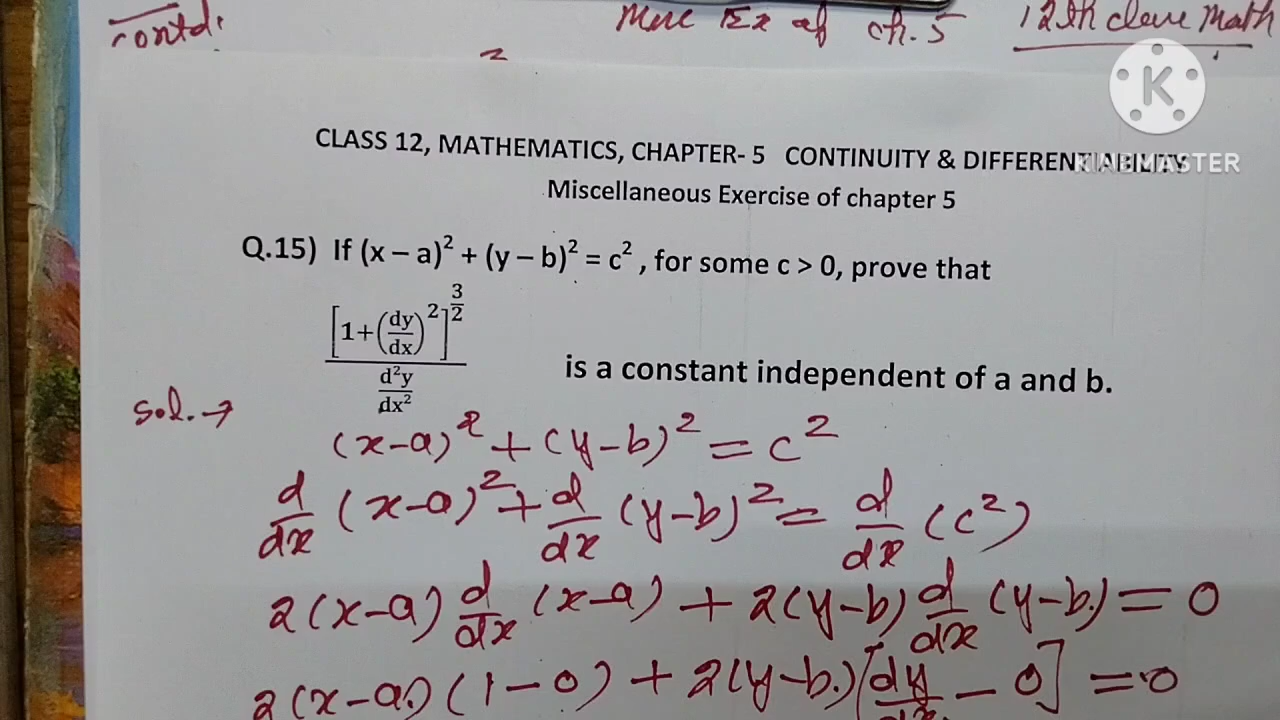 contd. More Ex of ch. 5 12th class Math
KINEMASTER
CLASS 12, MATHEMATICS, CHAPTER- 5 CONTINUITY & DIFFERENTIABILITY
Miscellaneous Exercise of chapter 5
Q.15) If (x – a)² + (y – b)² = c² , for some c > 0, prove that
[1+(dy/dx)²]^(3/2) / (d²y/dx²) is a constant independent of a and b.
Sol. →
(x-a)² + (y-b)² = c²
d/dx (x-a)² + d/dx (y-b)² = d/dx (c²)
2(x-a) d/dx (x-a) + 2(y-b) d/dx (y-b) = 0
2(x-a)(1-0) + 2(y-b)[dy/dx - 0] = 0